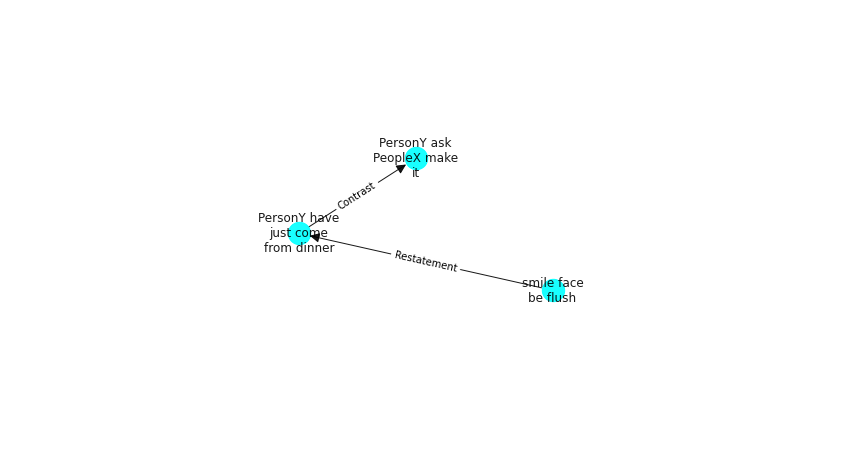 PersonY ask
PeopleX make
it
Contrast
PersonY have
just come
from dinner
Restatement
smile face
be flush